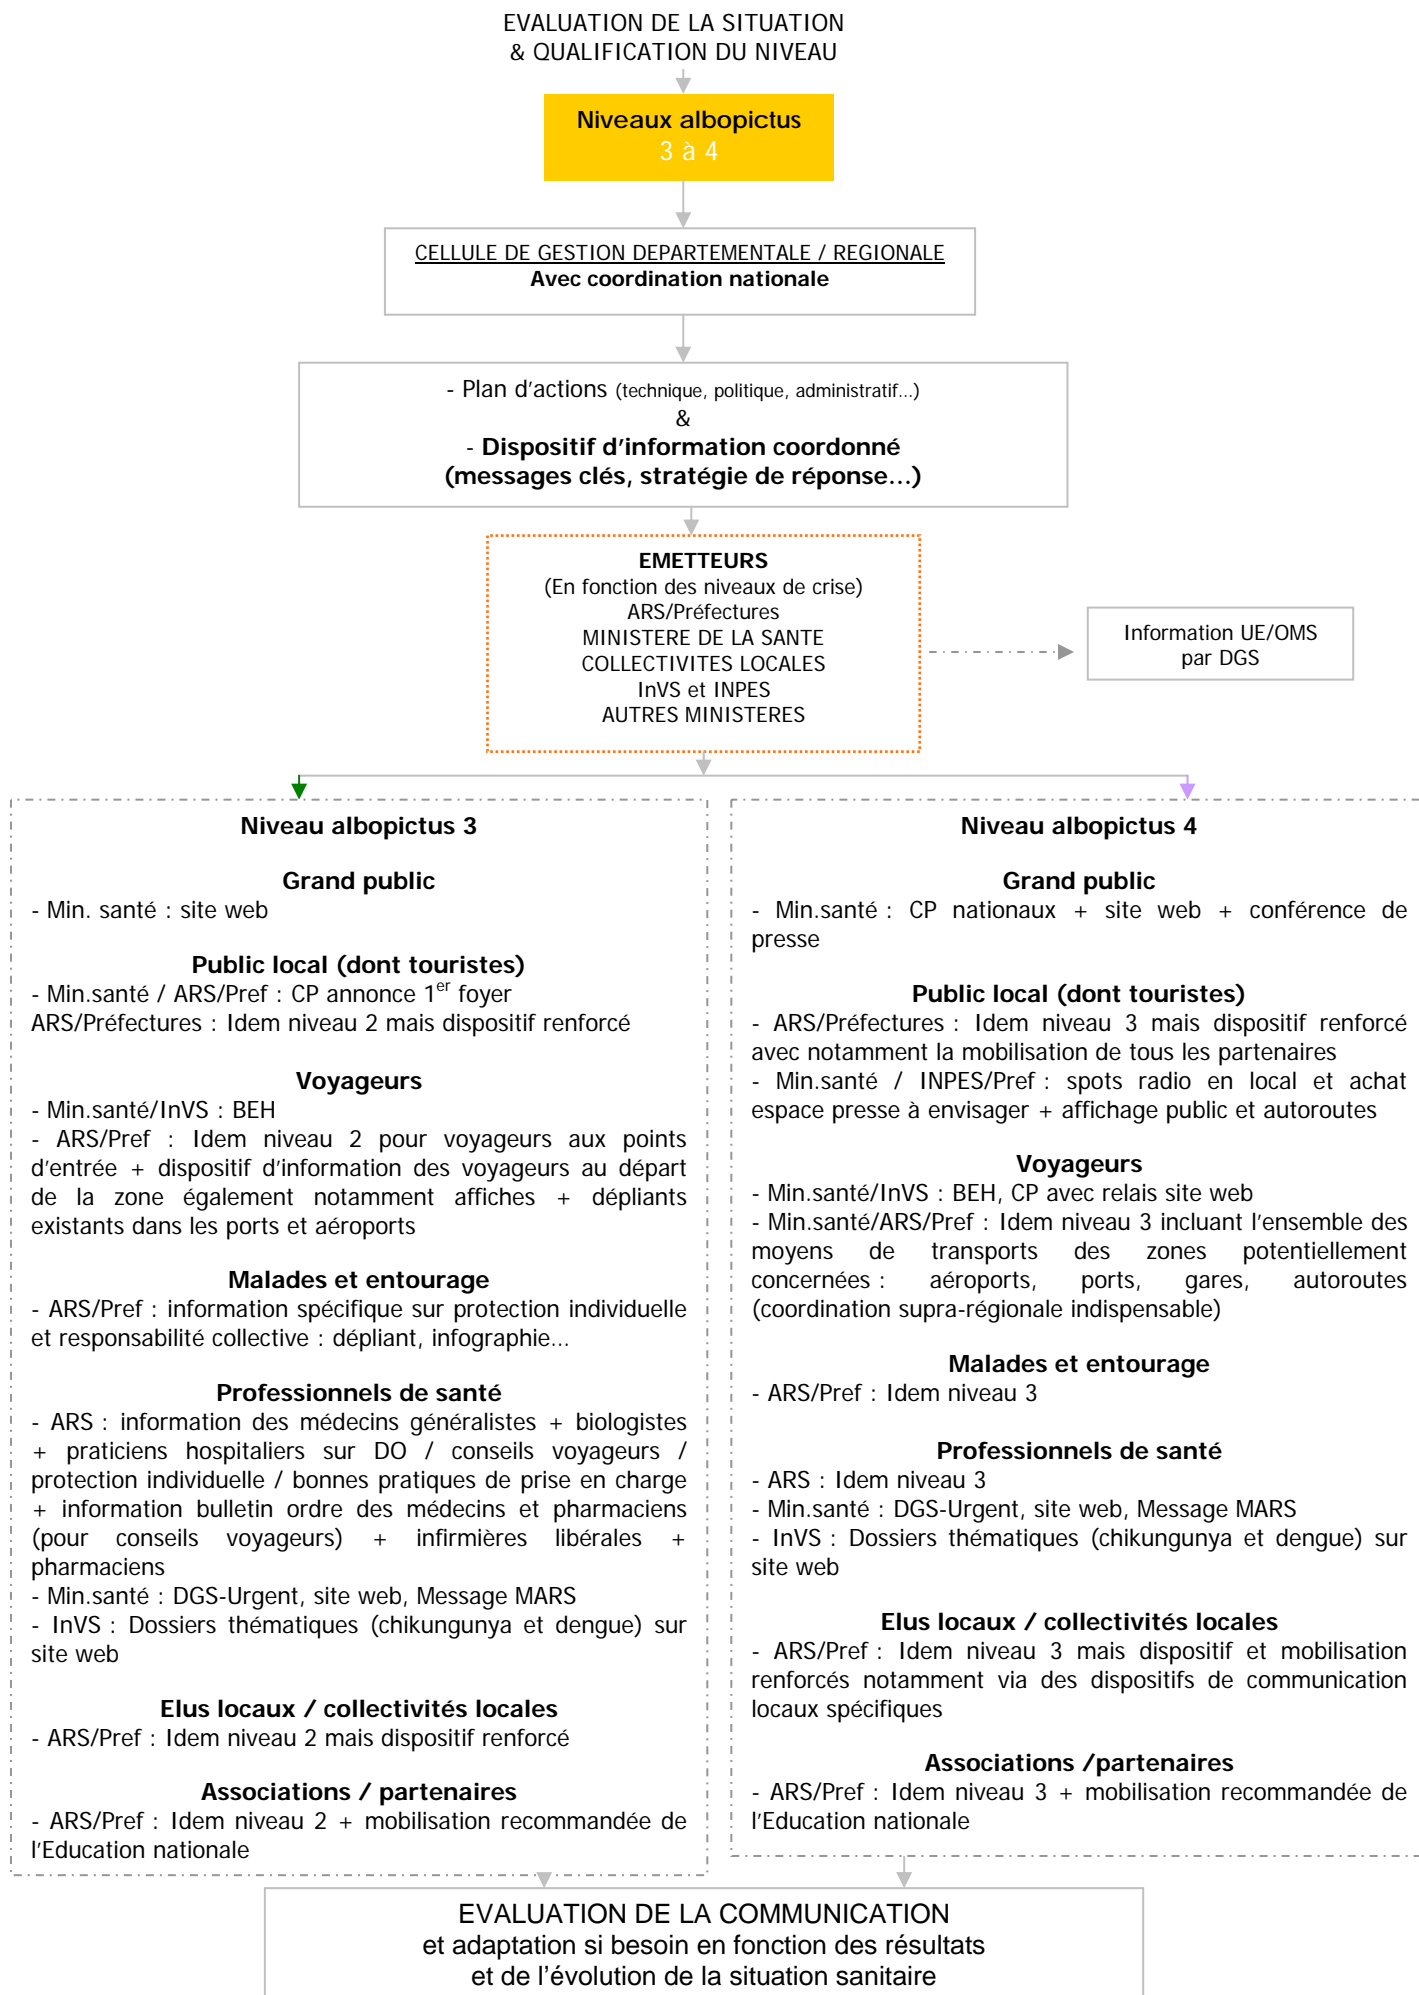 EVALUATION DE LA SITUATION
& QUALIFICATION DU NIVEAU
Niveaux albopictus
3 à 4
CELLULE DE GESTION DEPARTEMENTALE / REGIONALE
Avec coordination nationale
- Plan d'actions (technique, politique, administratif…)
&
- Dispositif d'information coordonné
(messages clés, stratégie de réponse…)
EMETTEURS
(En fonction des niveaux de crise)
ARS/Préfectures
MINISTERE DE LA SANTE
COLLECTIVITES LOCALES
InVS et INPES
AUTRES MINISTERES
Information UE/OMS
par DGS
Niveau albopictus 3
Grand public
- Min. santé : site web
Public local (dont touristes)
- Min.santé / ARS/Pref : CP annonce 1er foyer
ARS/Préfectures : Idem niveau 2 mais dispositif renforcé
Voyageurs
- Min.santé/InVS : BEH
- ARS/Pref : Idem niveau 2 pour voyageurs aux points
d'entrée + dispositif d'information des voyageurs au départ
de la zone également notamment affiches + dépliants
existants dans les ports et aéroports
Malades et entourage
- ARS/Pref : information spécifique sur protection individuelle
et responsabilité collective : dépliant, infographie…
Professionnels de santé
- ARS : information des médecins généralistes + biologistes
+ praticiens hospitaliers sur DO / conseils voyageurs /
protection individuelle / bonnes pratiques de prise en charge
+ information bulletin ordre des médecins et pharmaciens
(pour conseils voyageurs) + infirmières libérales +
pharmaciens
- Min.santé : DGS-Urgent, site web, Message MARS
- InVS : Dossiers thématiques (chikungunya et dengue) sur
site web
Elus locaux / collectivités locales
- ARS/Pref : Idem niveau 2 mais dispositif renforcé
Associations / partenaires
- ARS/Pref : Idem niveau 2 + mobilisation recommandée de
l'Education nationale
Niveau albopictus 4
Grand public
- Min.santé : CP nationaux + site web + conférence de
presse
Public local (dont touristes)
- ARS/Préfectures : Idem niveau 3 mais dispositif renforcé
avec notamment la mobilisation de tous les partenaires
- Min.santé / INPES/Pref : spots radio en local et achat
espace presse à envisager + affichage public et autoroutes
Voyageurs
- Min.santé/InVS : BEH, CP avec relais site web
- Min.santé/ARS/Pref : Idem niveau 3 incluant l'ensemble des
moyens de transports des zones potentiellement
concernées : aéroports, ports, gares, autoroutes
(coordination supra-régionale indispensable)
Malades et entourage
- ARS/Pref : Idem niveau 3
Professionnels de santé
- ARS : Idem niveau 3
- Min.santé : DGS-Urgent, site web, Message MARS
- InVS : Dossiers thématiques (chikungunya et dengue) sur
site web
Elus locaux / collectivités locales
- ARS/Pref : Idem niveau 3 mais dispositif et mobilisation
renforcés notamment via des dispositifs de communication
locaux spécifiques
Associations /partenaires
- ARS/Pref : Idem niveau 3 + mobilisation recommandée de
l'Education nationale
EVALUATION DE LA COMMUNICATION
et adaptation si besoin en fonction des résultats
et de l'évolution de la situation sanitaire